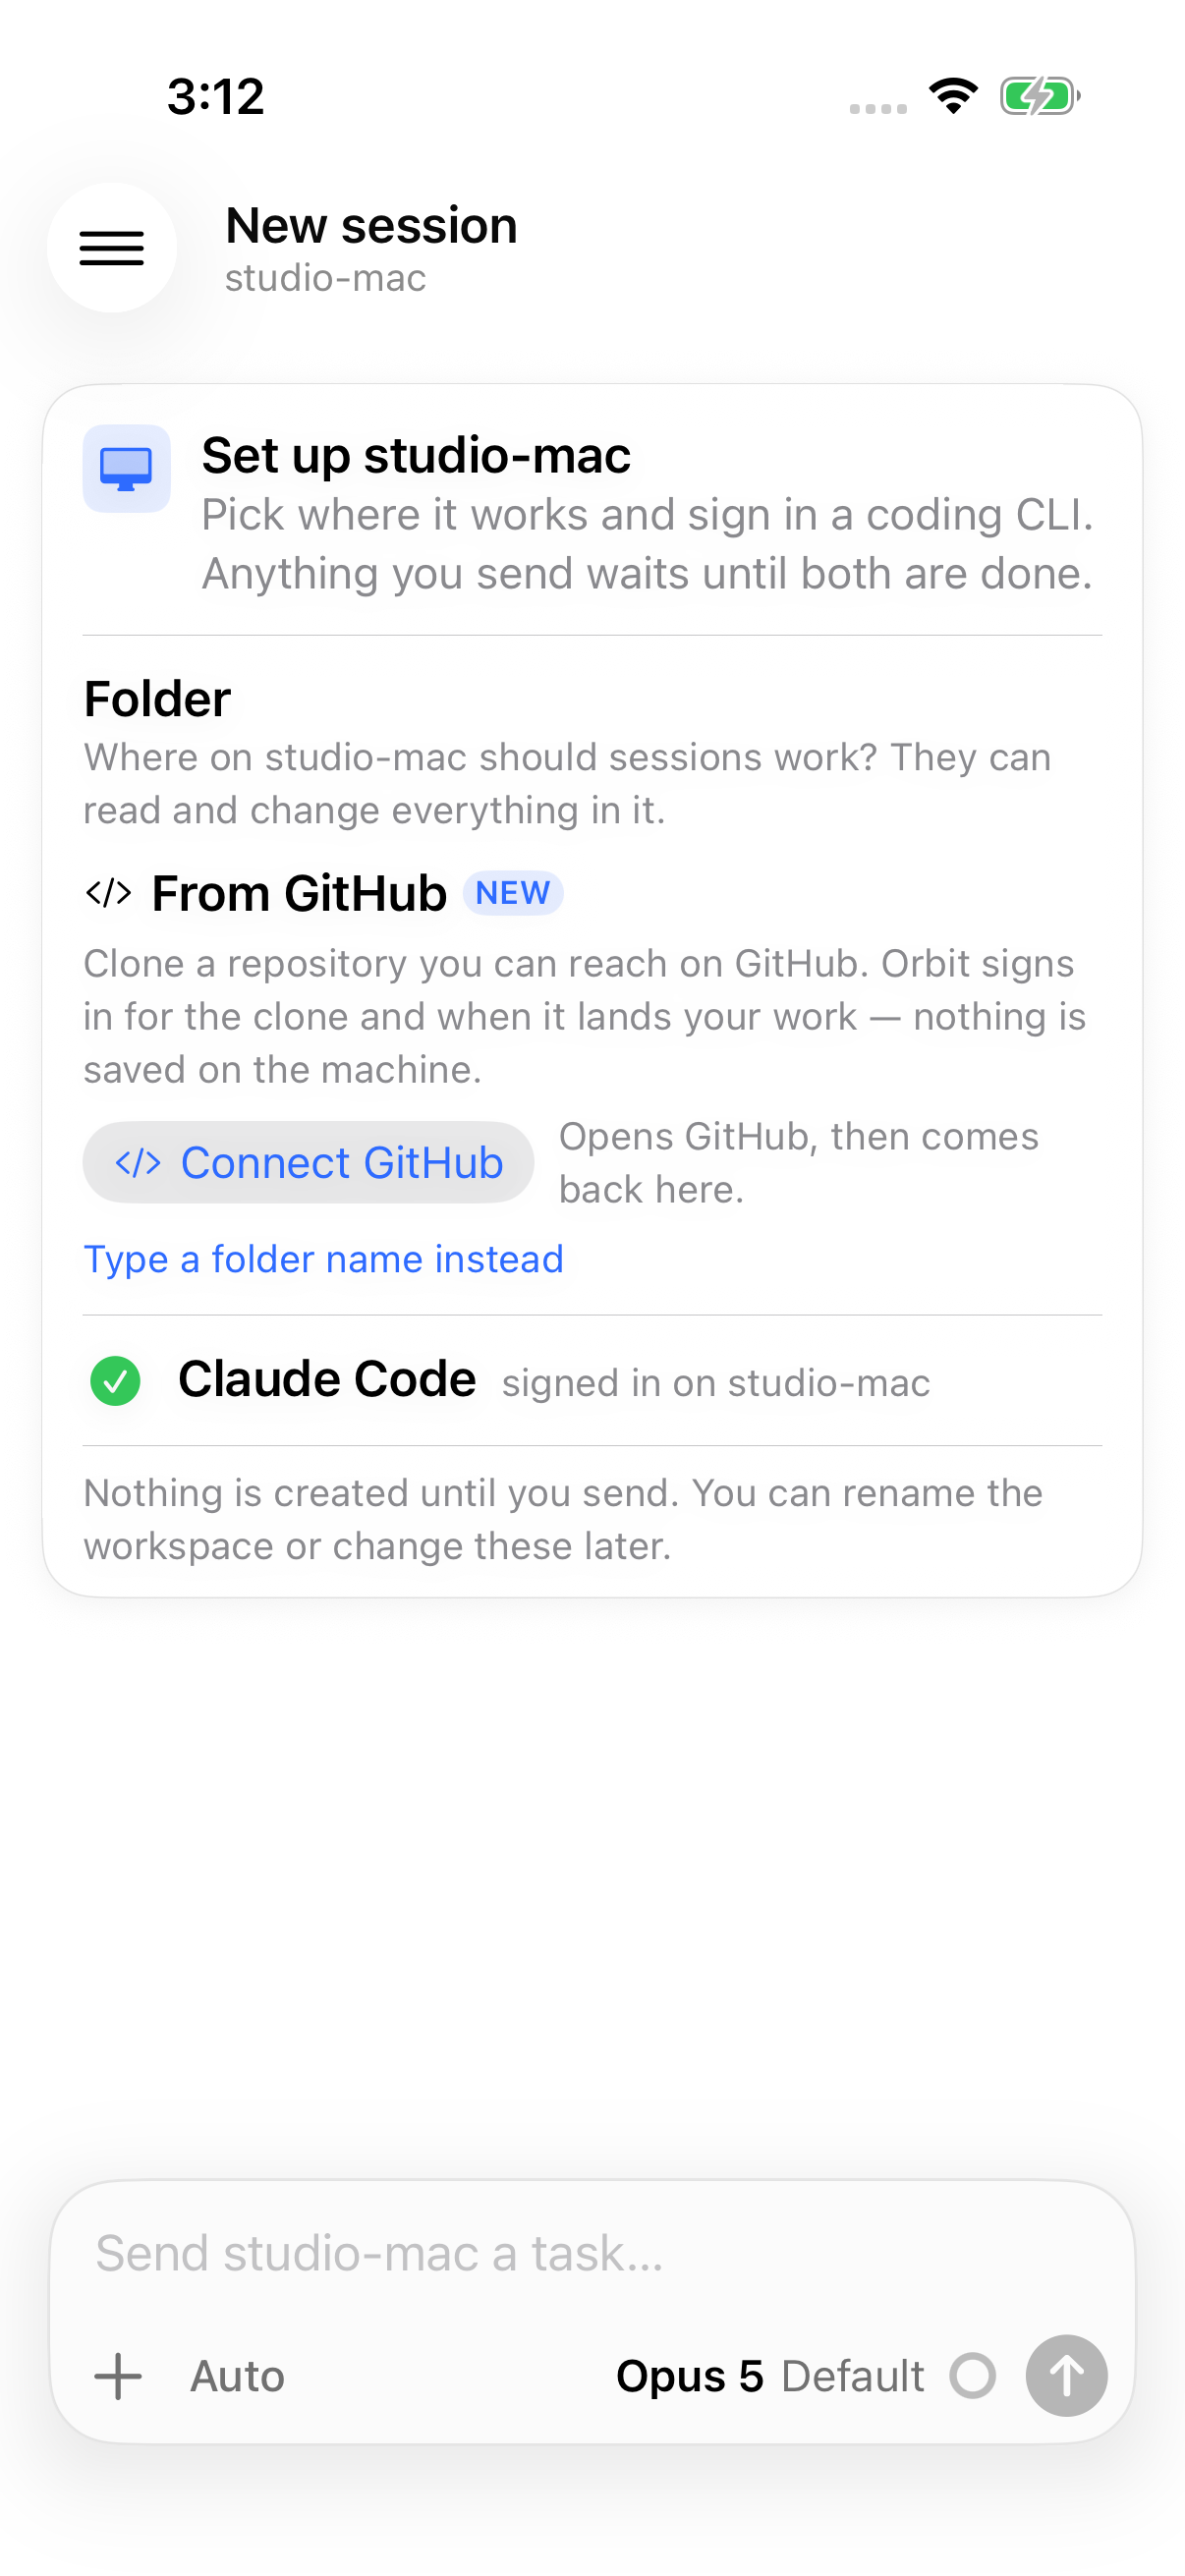 3:12
New session
studio-mac
Set up studio-mac
Pick where it works and sign in a coding CLI.
Anything you send waits until both are done.
Folder
Where on studio-mac should sessions work? They can
read and change everything in it.
</> From GitHub NEW
Clone a repository you can reach on GitHub. Orbit signs
in for the clone and when it lands your work — nothing is
saved on the machine.
</> Connect GitHub
Opens GitHub, then comes
back here.
Type a folder name instead
Claude Code signed in on studio-mac
Nothing is created until you send. You can rename the
workspace or change these later.
Send studio-mac a task...
Auto
Opus 5 Default